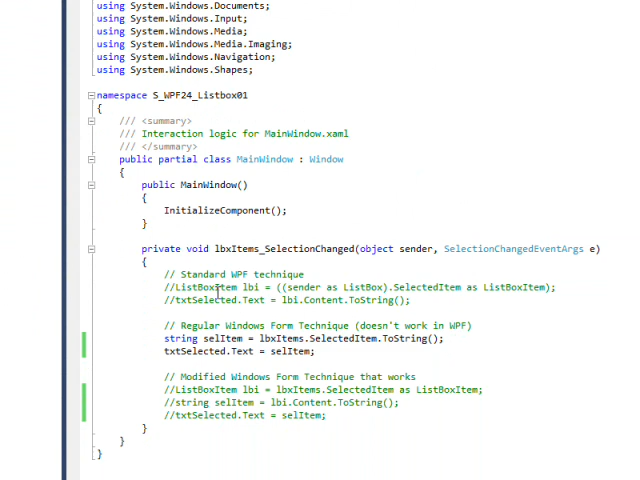 using System.Windows.Documents;
using System.Windows.Input;
using System.Windows.Media;
using System.Windows.Media.Imaging;
using System.Windows.Navigation;
using System.Windows.Shapes;
namespace S_WPF24_Listbox01
{
/// <summary>
/// Interaction logic for MainWindow.xaml
/// </summary>
public partial class MainWindow : Window
{
public MainWindow()
{
InitializeComponent();
}
private void lbxItems_SelectionChanged(object sender, SelectionChangedEventArgs e)
{
// Standard WPF technique
//ListBoxItem lbi = ((sender as ListBox).SelectedItem as ListBoxItem);
//txtSelected.Text = lbi.Content.ToString();
// Regular Windows Form Technique (doesn't work in WPF)
string selItem = lbxItems.SelectedItem.ToString();
txtSelected.Text = selItem;
// Modified Windows Form Technique that works
//ListBoxItem lbi = lbxItems.SelectedItem as ListBoxItem;
//string selItem = lbi.Content.ToString();
//txtSelected.Text = selItem;
}
}
}